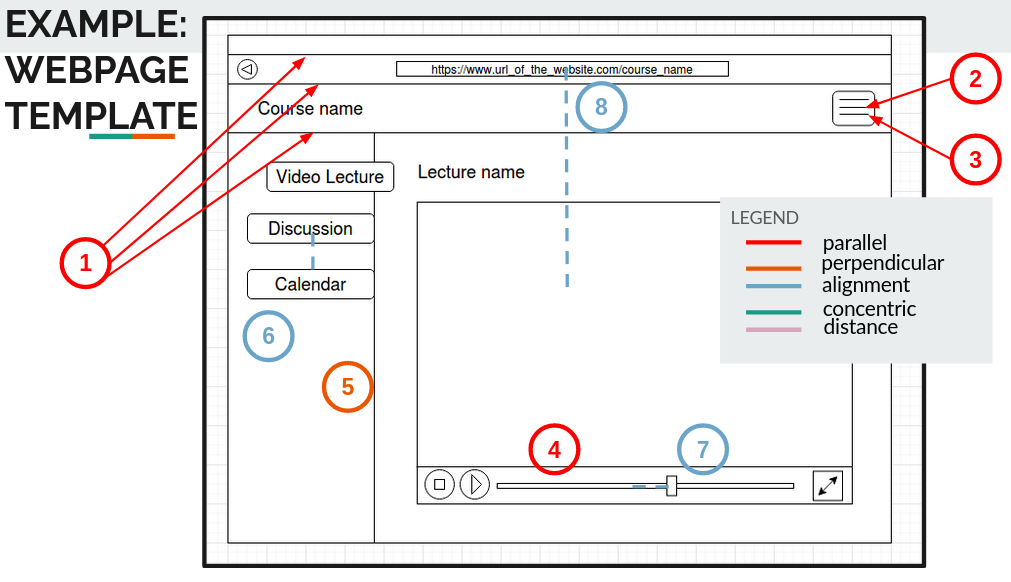 EXAMPLE:
WEBPAGE
TEMPLATE
https://www.url_of_the_website.com/course_name
Course name
8
2
3
Video Lecture
Lecture name
Discussion
Calendar
1
6
5
4
7
LEGEND
parallel
perpendicular
alignment
concentric
distance